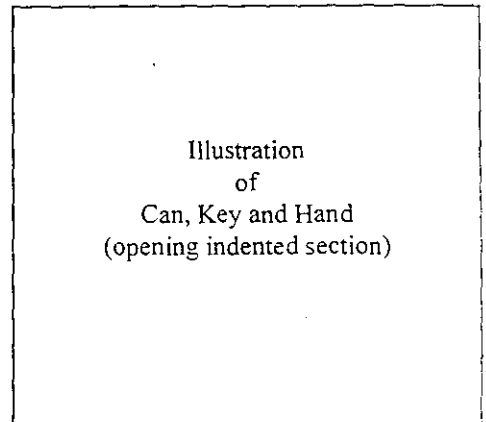 Illustration
of
Can, Key and Hand
(opening indented section)